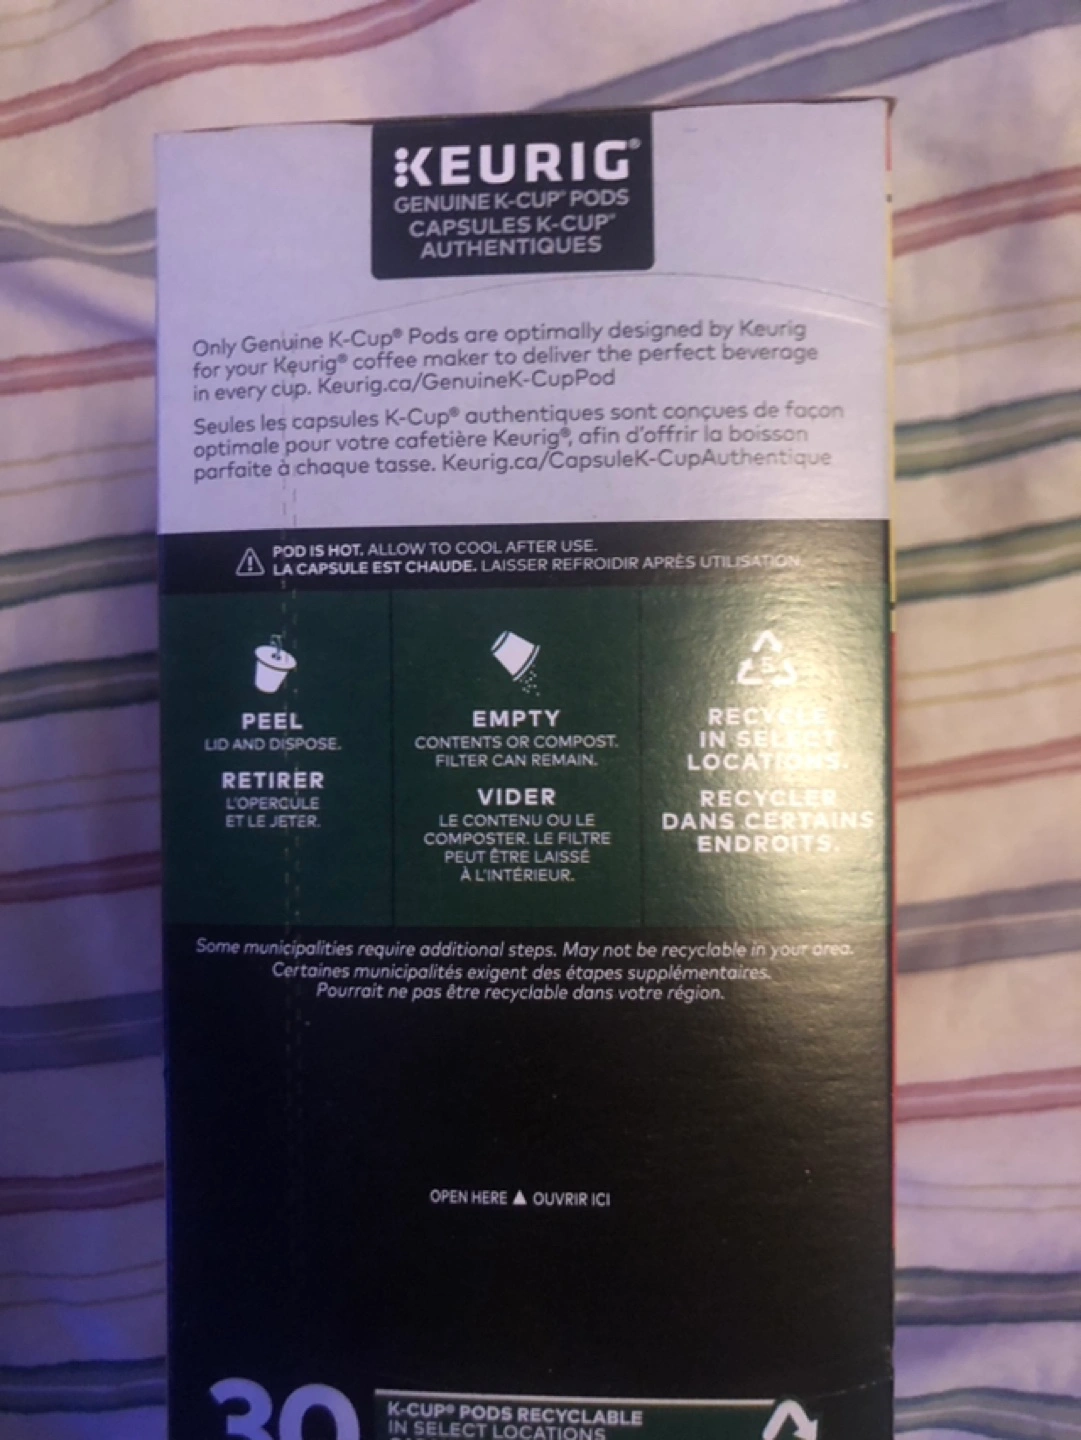 KEURIG®
GENUINE K-CUP® PODS
CAPSULES K-CUP®
AUTHENTIQUES
Only Genuine K-Cup® Pods are optimally designed by Keurig
for your Keurig® coffee maker to deliver the perfect beverage
in every cup. Keurig.ca/GenuineK-CupPod
Seules les capsules K-Cup® authentiques sont conçues de façon
optimale pour votre cafetière Keurig®, afin d'offrir la boisson
parfaite à chaque tasse. Keurig.ca/CapsuleK-CupAuthentique
POD IS HOT. ALLOW TO COOL AFTER USE.
LA CAPSULE EST CHAUDE. LAISSER REFROIDIR APRÈS UTILISATION.
PEEL
LID AND DISPOSE.
RETIRER
L'OPERCULE
ET LE JETER.
EMPTY
CONTENTS OR COMPOST.
FILTER CAN REMAIN.
VIDER
LE CONTENU OU LE
COMPOSTER. LE FILTRE
PEUT ÊTRE LAISSÉ
À L'INTÉRIEUR.
5
RECYCLE
IN SELECT
LOCATIONS.
RECYCLER
DANS CERTAINS
ENDROITS.
Some municipalities require additional steps. May not be recyclable in your area.
Certaines municipalités exigent des étapes supplémentaires.
Pourrait ne pas être recyclable dans votre région.
OPEN HERE ▲ OUVRIR ICI
30
K-CUP® PODS RECYCLABLE
IN SELECT LOCATIONS